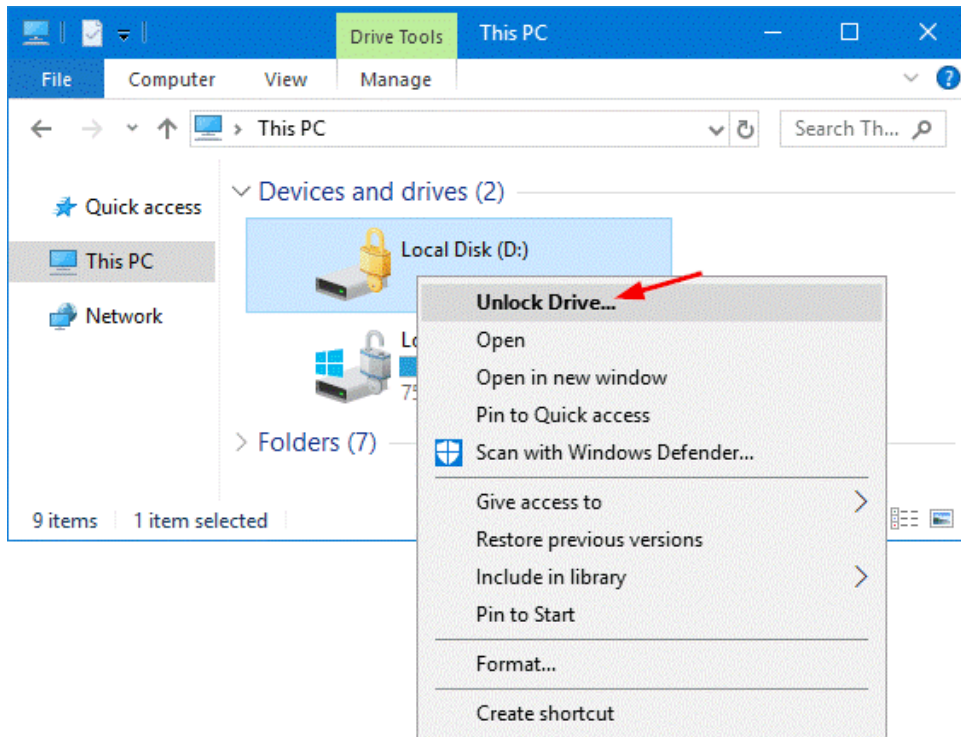 Drive Tools This PC
File Computer View Manage
This PC Search Th...
Quick access
This PC
Network
Devices and drives (2)
Local Disk (D:)
Folders (7)
9 items 1 item selected
Unlock Drive...
Open
Open in new window
Pin to Quick access
Scan with Windows Defender...
Give access to
Restore previous versions
Include in library
Pin to Start
Format...
Create shortcut